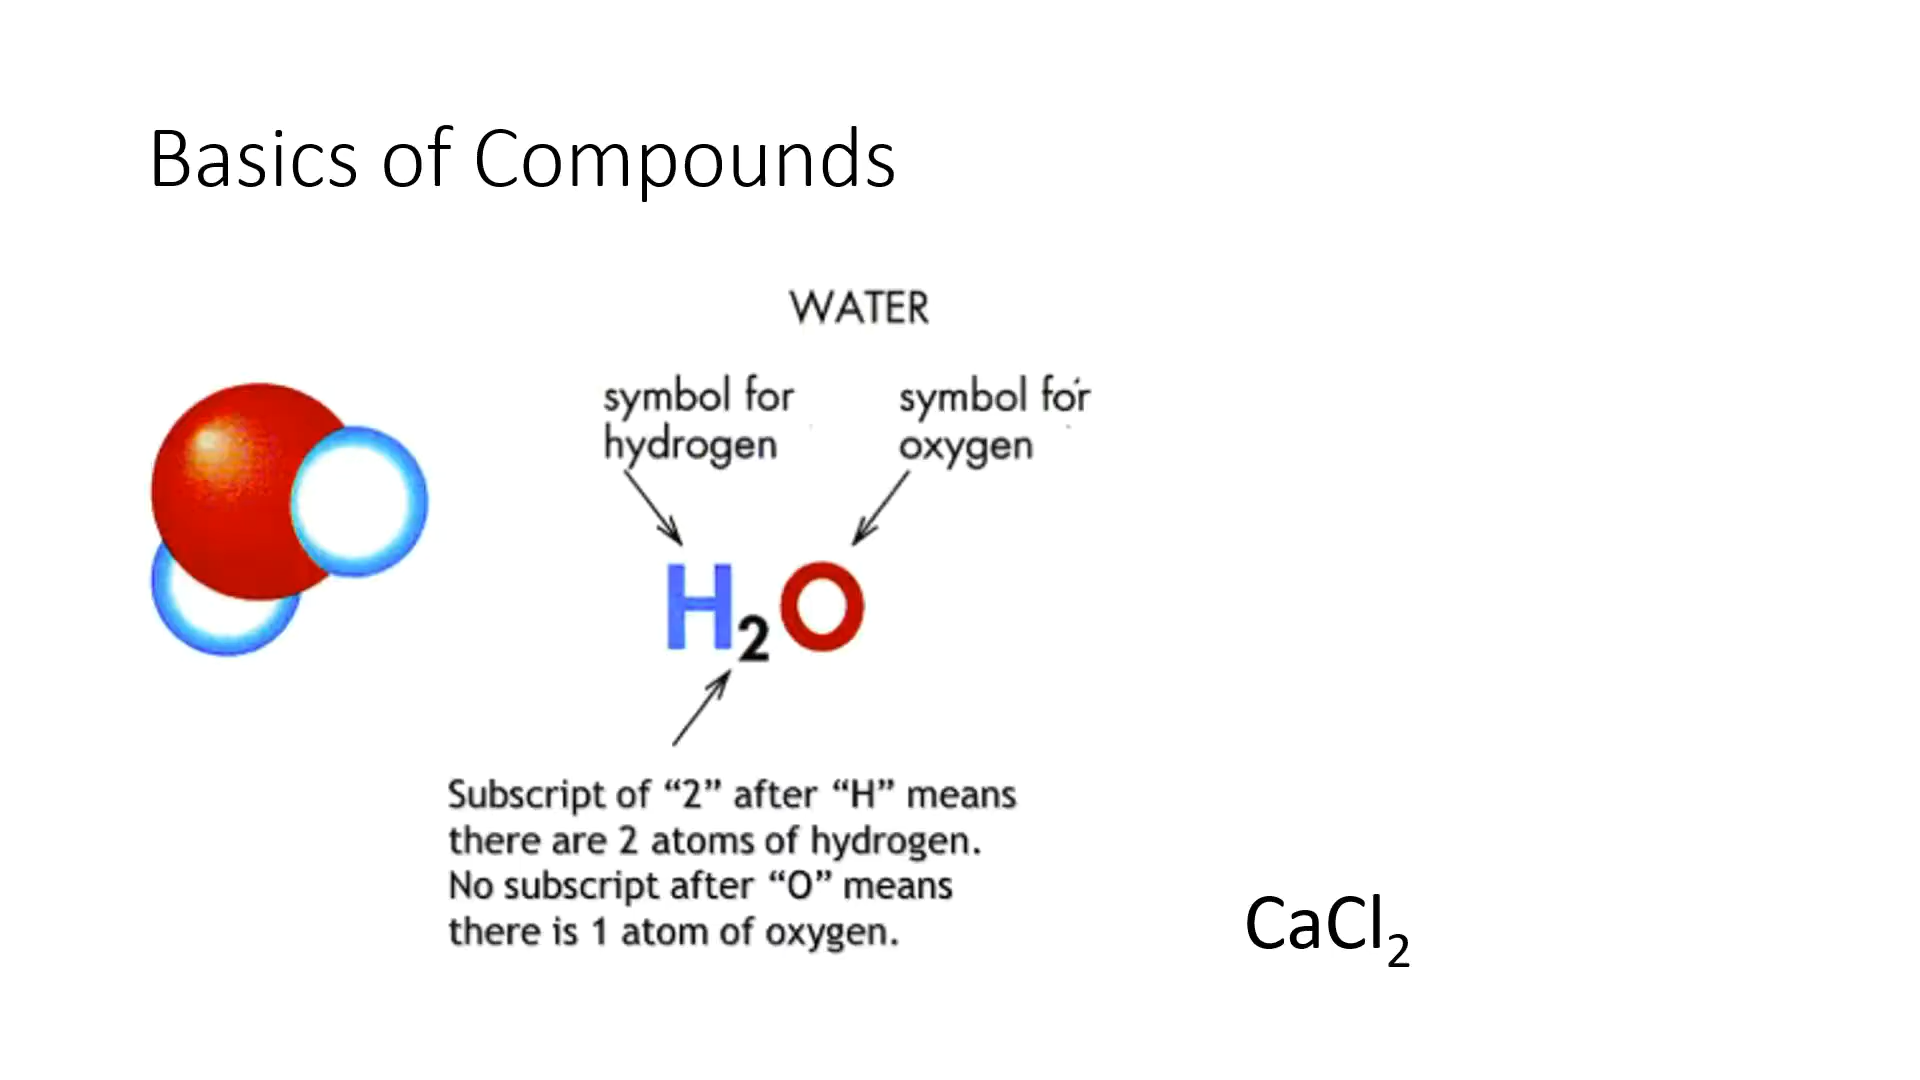 Basics of Compounds
WATER
symbol for
hydrogen
symbol for
oxygen
H₂O
Subscript of “2” after “H” means
there are 2 atoms of hydrogen.
No subscript after “O” means
there is 1 atom of oxygen.
CaCl₂